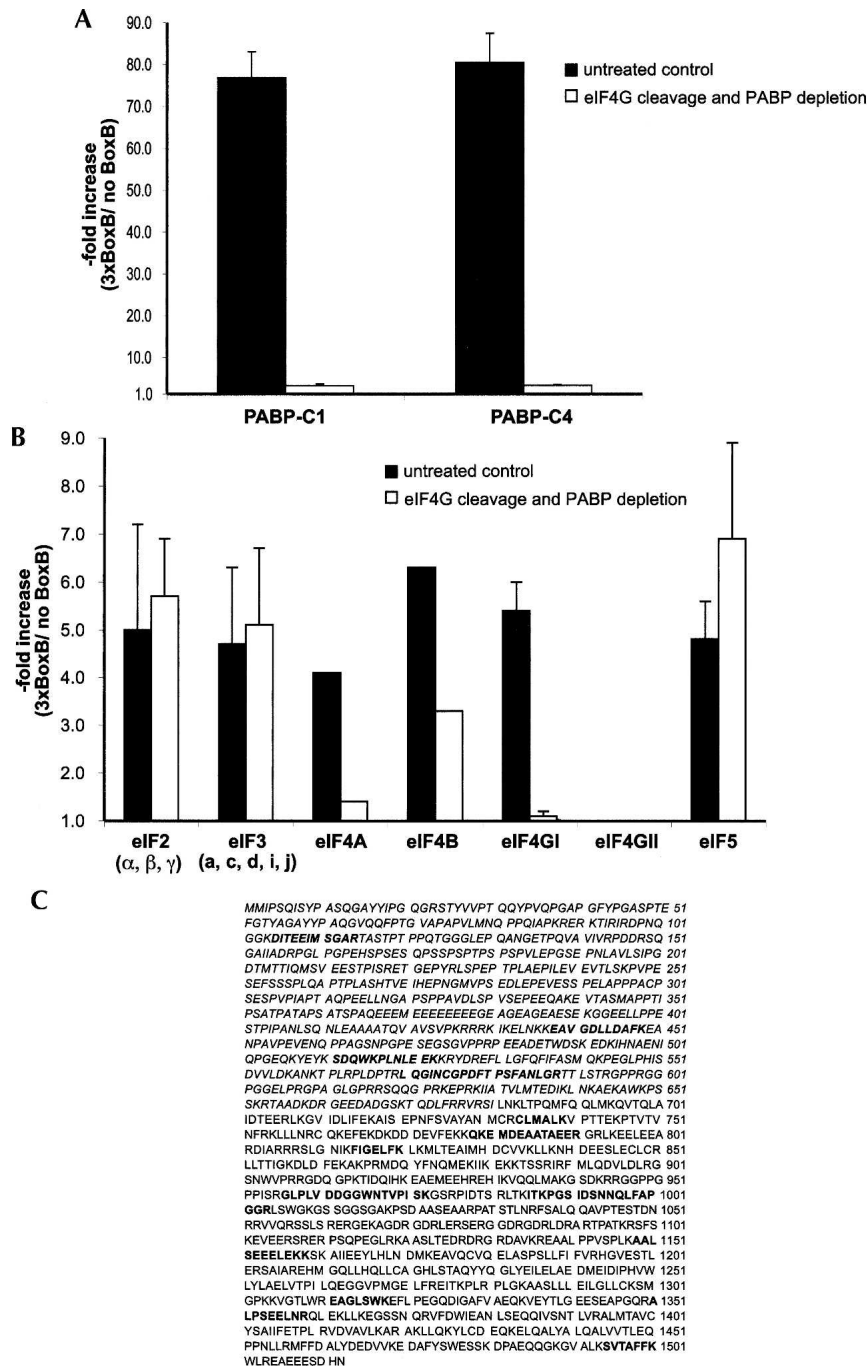 A
90.0
80.0
70.0
60.0
50.0
40.0
30.0
20.0
10.0
1.0
-fold increase
(3xBoxB/ no BoxB)
untreated control
eIF4G cleavage and PABP depletion
PABP-C1 PABP-C4
B
9.0
8.0
7.0
6.0
5.0
4.0
3.0
2.0
1.0
-fold increase
(3xBoxB/ no BoxB)
untreated control
eIF4G cleavage and PABP depletion
eIF2 eIF3 eIF4A eIF4B eIF4GI eIF4GII eIF5
(α, β, γ) (a, c, d, i, j)
C
MMIPSQISYP ASQGAYYIPG QGRSTYVVPT QQYPVQPGAP GFYPGASPTE 51
FGTYAGAYYP AQGVQQFPTG VAPAPVLMNQ PPQIAPKRER KTIRIRDPNQ 101
GGKDITEEIM SGARTASTPT PPQTGGGLEP QANGETPQVA VIVRPDDRSQ 151
GAIIADRPGL PGPEHSPSES QPSSPSPTPS PSPVLEPGSE PNLAVLSIPG 201
DTMTTIQMSV EESTPISRET GEPYRLSPEP TPLAEPILEV EVTLSKPVPE 251
SEFSSSPLQA PTPLASHTVE IHEPNGMVPS EDLEPEVESS PELAPPPACP 301
SESPVPIAPT AQPEELLNGA PSPPAVDLSP VSEPEEQAKE VTASMAPPTI 351
PSATPATAPS ATSPAQEEEM EEEEEEEEGE AGEAGEAESE KGGEELLPPE 401
STPIPANLSQ NLEAAAATQV AVSVPKRRRK IKELNKKEAV GDLLDAFKEA 451
NPAVPEVENQ PPAGSNPGPE SEGSGVPPRP EEADETWDSK EDKIHNAENI 501
QPGEQKYEYK SDQWKPLNLE EKKRYDREFL LGFQFIFASM QKPEGLPHIS 551
DVVLDKANKT PLRPLDPTRL QGINCGPDFT PSFANLGRTT LSTRGPPRGG 601
PGGELPRGPA GLGPRRSQQG PRKEPRKIIA TVLMTEDIKL NKAEKAWKPS 651
SKRTAADKDR GEEDADGSKT QDLFRRVRSI LNKLTPQMFQ QLMKQVTQLA 701
IDTEERLKGV IDLIFEKAIS EPNFSVAYAN MCRCLMALKV PTTEKPTVTV 751
NFRKLLLNRC QKEFEKDKDD DEVFEKKQKE MDEAATAEER GRLKEELEEA 801
RDIARRRSLG NIKFIGELFK LKMLTEAIMH DCVVKLLKNH DEESLECLCR 851
LLTTIGKDLD FEKAKPRMDQ YFNQMEKIIK EKKTSSRIRF MLQDVLDLRG 901
SNWVPRRGDQ GPKTIDQIHK EAEMEEHREH IKVQQLMAKG SDKRRGGPPG 951
PPISRGLPLV DDGGWNTVPI SKGSRPIDTS RLTKITKPGS IDSNNQLFAP 1001
GGRLSWGKGS SGGSGAKPSD AASEAARPAT STLNRFSALQ QAVPTESTDN 1051
RRVVQRSSLS RERGEKAGDR GDRLERSERG GDRGDRLDRA RTPATKRSFS 1101
KEVEERSRER PSQPEGLRKA ASLTEDRDRG RDAVKREAAL PPVSPLKAAL 1151
SEEELEKKSK AIIEEYLHLN DMKEAVQCVQ ELASPSLLFI FVRHGVESTL 1201
ERSAIAREHM GQLLHQLLCA GHLSTAQYYQ GLYEILELAE DMEIDIPHVW 1251
LYLAELVTPI LQEGGVPMGE LFREITKPLR PLGKAASLLL EILGLLCKSM 1301
GPKKVGTLWR EAGLSWKEFL PEGQDIGAFV AEQKVEYTLG EESEAPGQRA 1351
LPSEELNRQL EKLLKEGSSN QRVFDWIEAN LSEQQIVSNT LVRALMTAVC 1401
YSAIIFETPL RVDVAVLKAR AKLLQKYLCD EQKELQALYA LQALVVTLEQ 1451
PPNLLRMFFD ALYDEDVVKE DAFYSWESSK DPAEQQGKGV ALKSVTAFFK 1501
WLREAEEESD HN